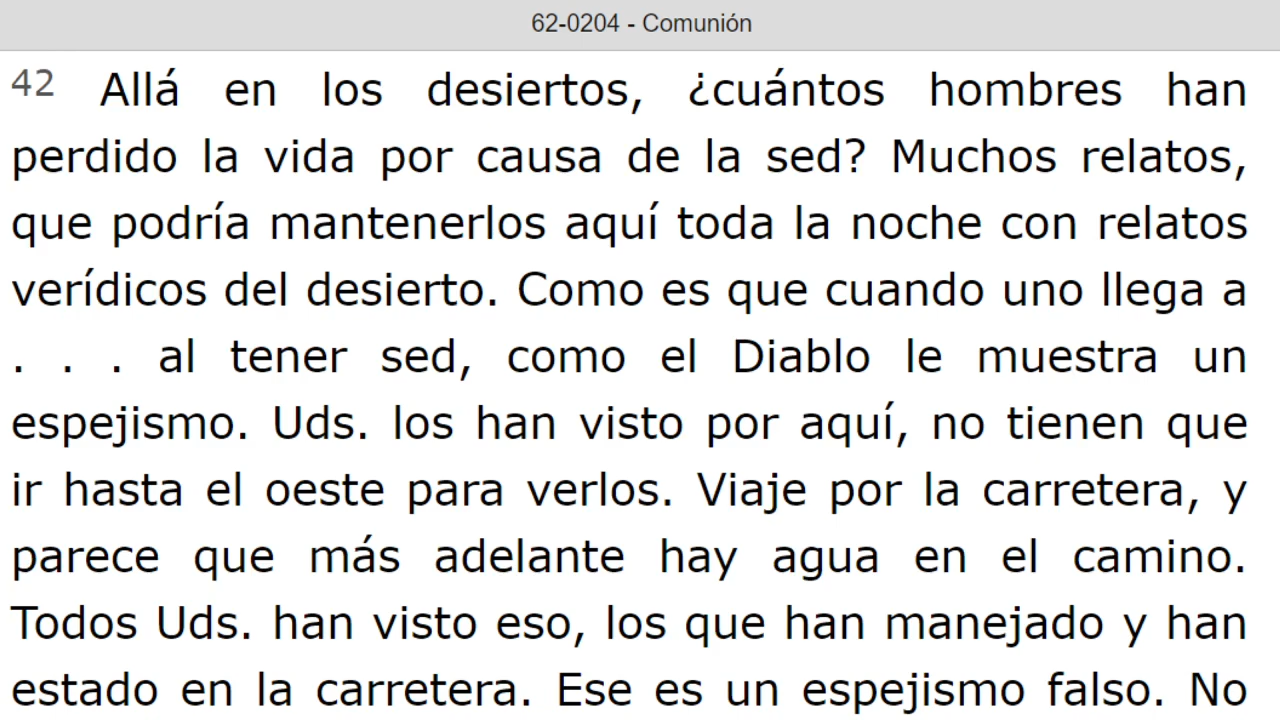 62-0204 - Comunión
42 Allá en los desiertos, ¿cuántos hombres han
perdido la vida por causa de la sed? Muchos relatos,
que podría mantenerlos aquí toda la noche con relatos
verídicos del desierto. Como es que cuando uno llega a
. . . al tener sed, como el Diablo le muestra un
espejismo. Uds. los han visto por aquí, no tienen que
ir hasta el oeste para verlos. Viaje por la carretera, y
parece que más adelante hay agua en el camino.
Todos Uds. han visto eso, los que han manejado y han
estado en la carretera. Ese es un espejismo falso. No